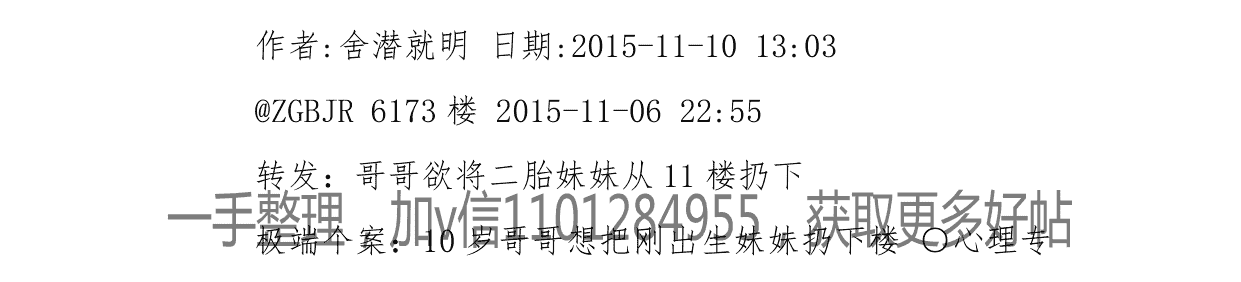 作者:舍潜就明 日期:2015-11-10 13:03
@ZGBJR 6173楼 2015-11-06 22:55
转发：哥哥欲将二胎妹妹从11楼扔下
一手整理，加v信1101284955，获取更多好帖
极端个案：10岁哥哥想把刚出生妹妹扔下楼 〇心理专